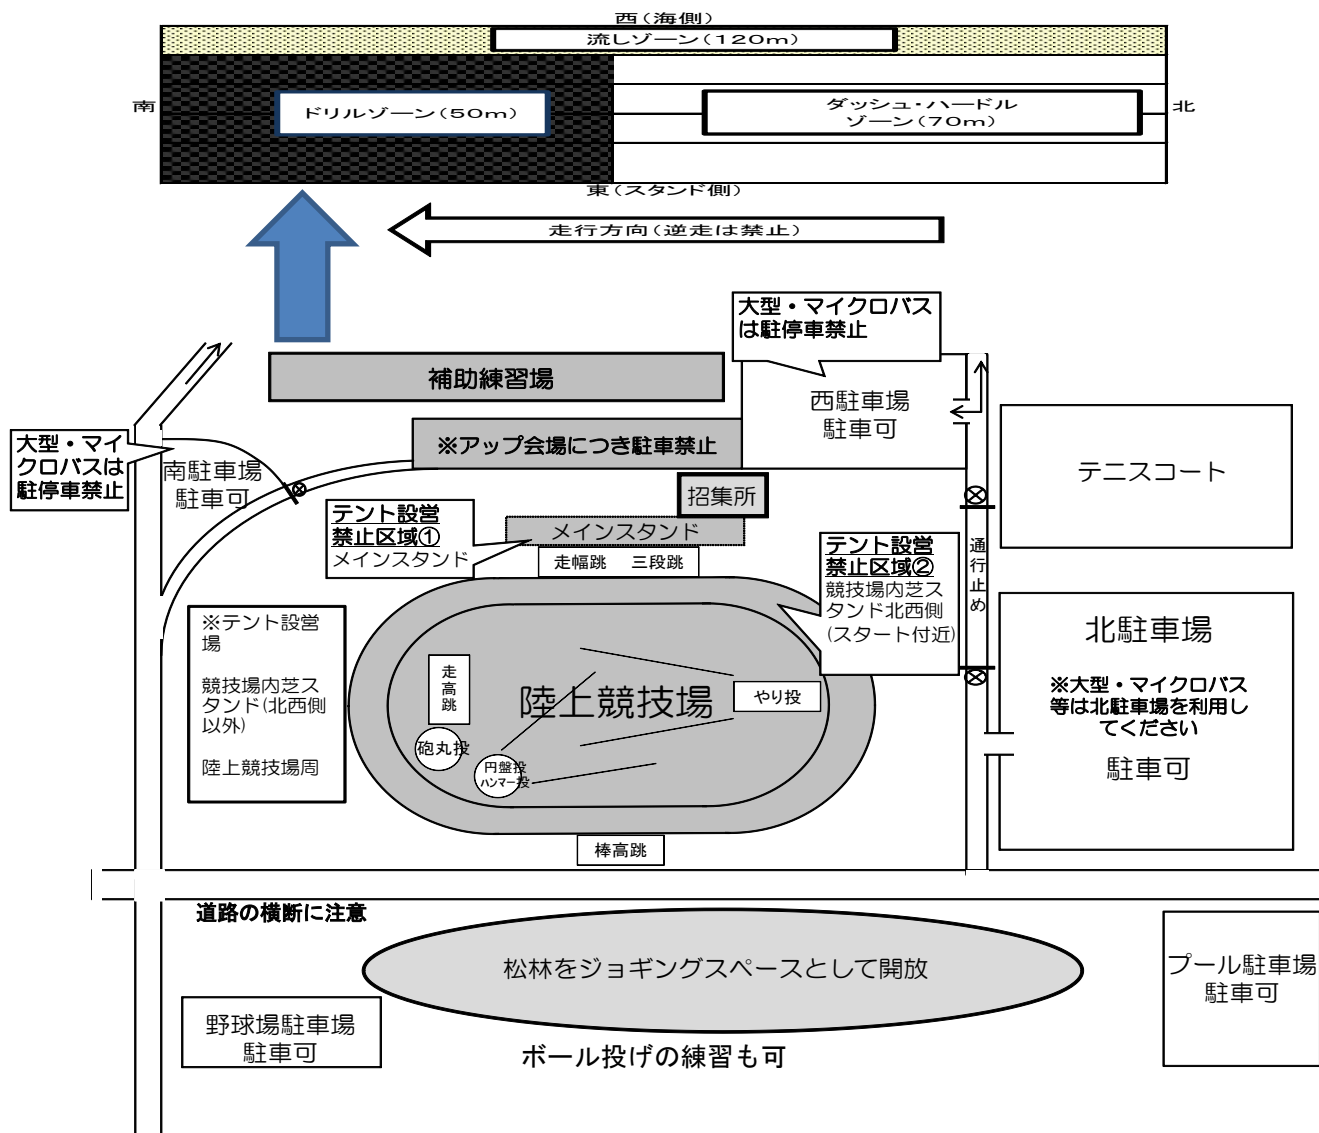 西(海側)
流しゾーン(120m)
南
ドリルゾーン(50m)
ダッシュ・ハードル
ゾーン(70m)
北
東(スタンド側)
走行方向(逆走は禁止)
大型・マイクロバス
は駐停車禁止
補助練習場
西駐車場
駐車可
大型・マイ
クロバスは
駐停車禁止
南駐車場
駐車可
※アップ会場につき駐車禁止
テニスコート
招集所
テント設営
禁止区域①
メインスタンド
メインスタンド
走幅跳 三段跳
テント設営
禁止区域②
競技場内芝ス
タンド北西側
(スタート付近)
通行止め
※テント設営
場
競技場内芝ス
タンド(北西側
以外)
陸上競技場周
走高跳
陸上競技場
やり投
砲丸投
円盤投
ハンマー投
棒高跳
北駐車場
※大型・マイクロバス
等は北駐車場を利用し
てください
駐車可
道路の横断に注意
松林をジョギングスペースとして開放
プール駐車場
駐車可
野球場駐車場
駐車可
ボール投げの練習も可